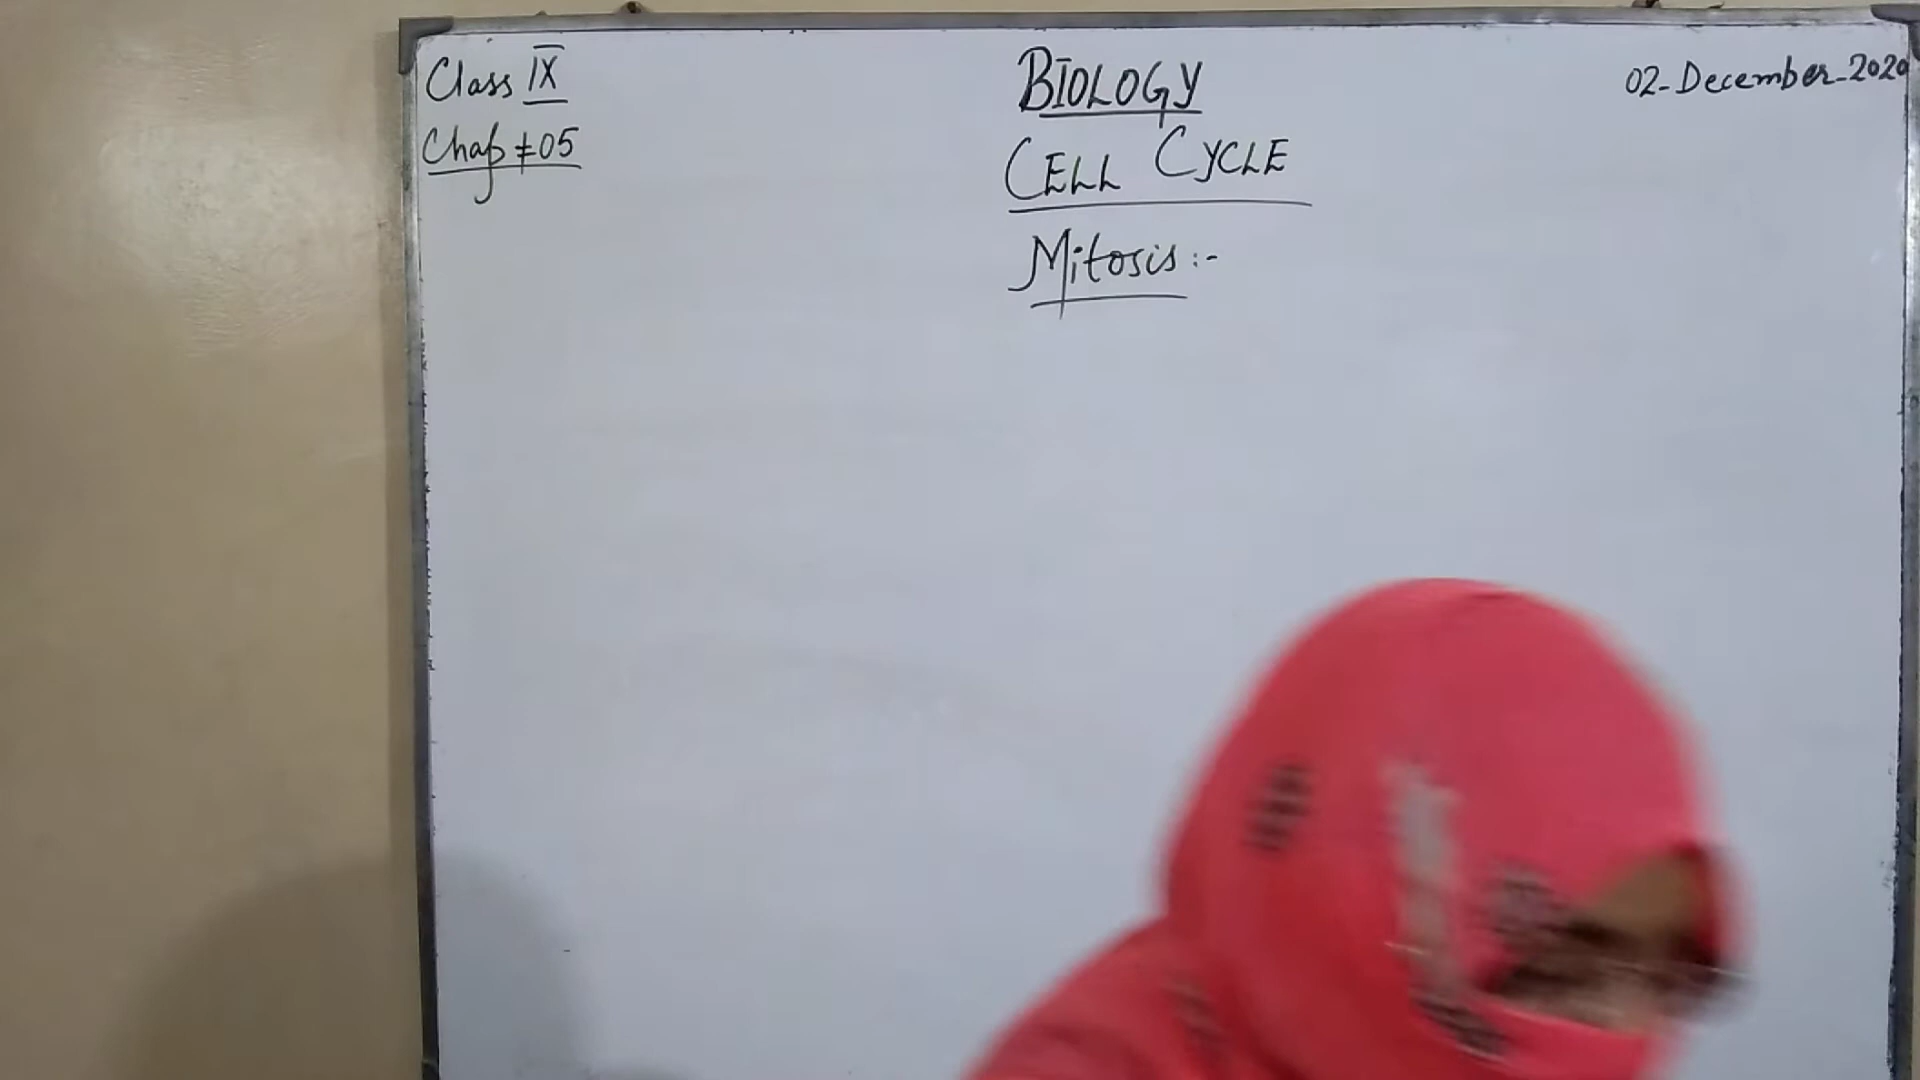 Class IX
Chap # 05
BIOLOGY
CELL CYCLE
Mitosis :-
02-December-2020